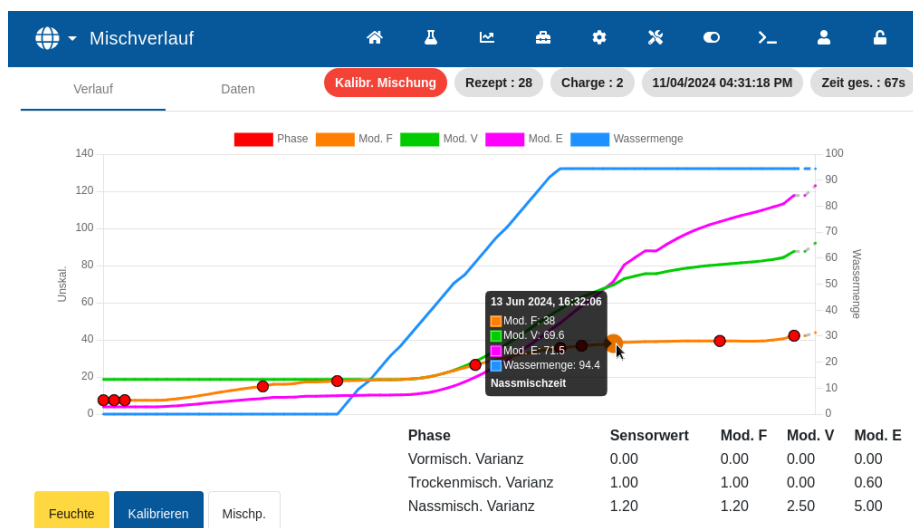 Mischverlauf
Verlauf
Daten
Kalibr. Mischung
Rezept : 28
Charge : 2
11/04/2024 04:31:18 PM
Zeit ges. : 67s
Phase Mod. F Mod. V Mod. E Wassermenge
140
120
100
80
60
40
20
0
Unskal.
100
90
80
70
60
50
40
30
20
10
0
Wassermenge
13 Jun 2024, 16:32:06
Mod. F: 38
Mod. V: 69.6
Mod. E: 71.5
Wassermenge: 94.4
Nassmischzeit
Phase Sensorwert Mod. F Mod. V Mod. E
Vormisch. Varianz 0.00 0.00 0.00 0.00
Trockenmisch. Varianz 1.00 1.00 0.00 0.60
Nassmisch. Varianz 1.20 1.20 2.50 5.00
Feuchte
Kalibrieren
Mischp.